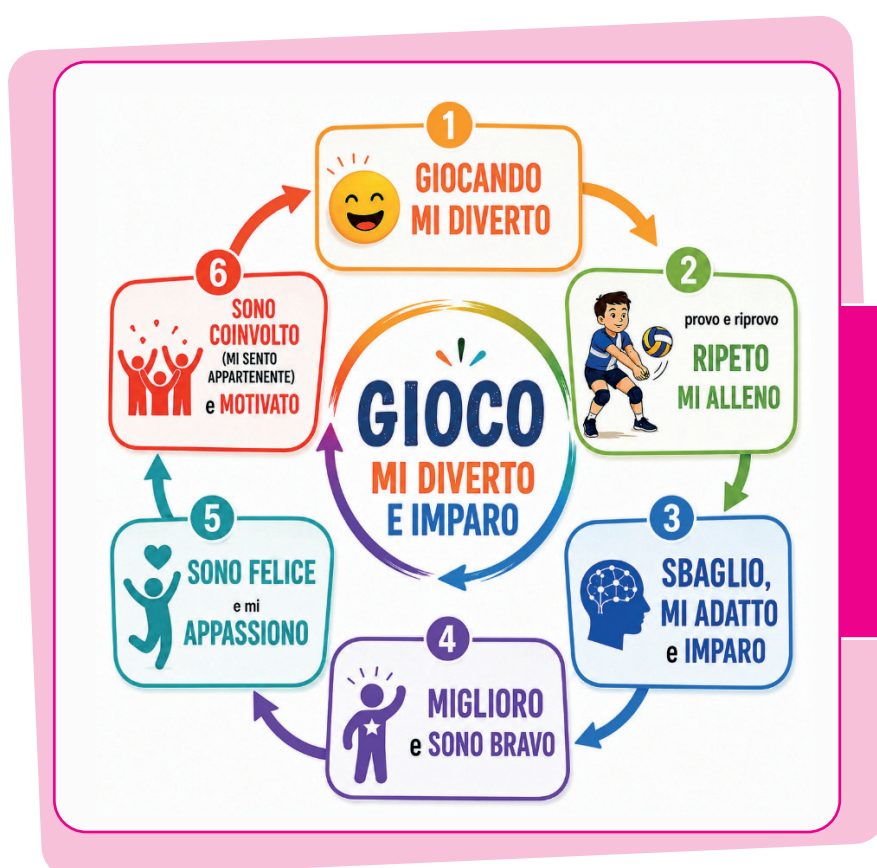 1
GIOCANDO
MI DIVERTO
2
provo e riprovo
RIPETO
MI ALLENO
3
SBAGLIO,
MI ADATTO
e IMPARO
4
MIGLIORO
e SONO BRAVO
5
SONO FELICE
e mi
APPASSIONO
6
SONO
COINVOLTO
(MI SENTO
APPARTENENTE)
e MOTIVATO
GIOCO
MI DIVERTO
E IMPARO